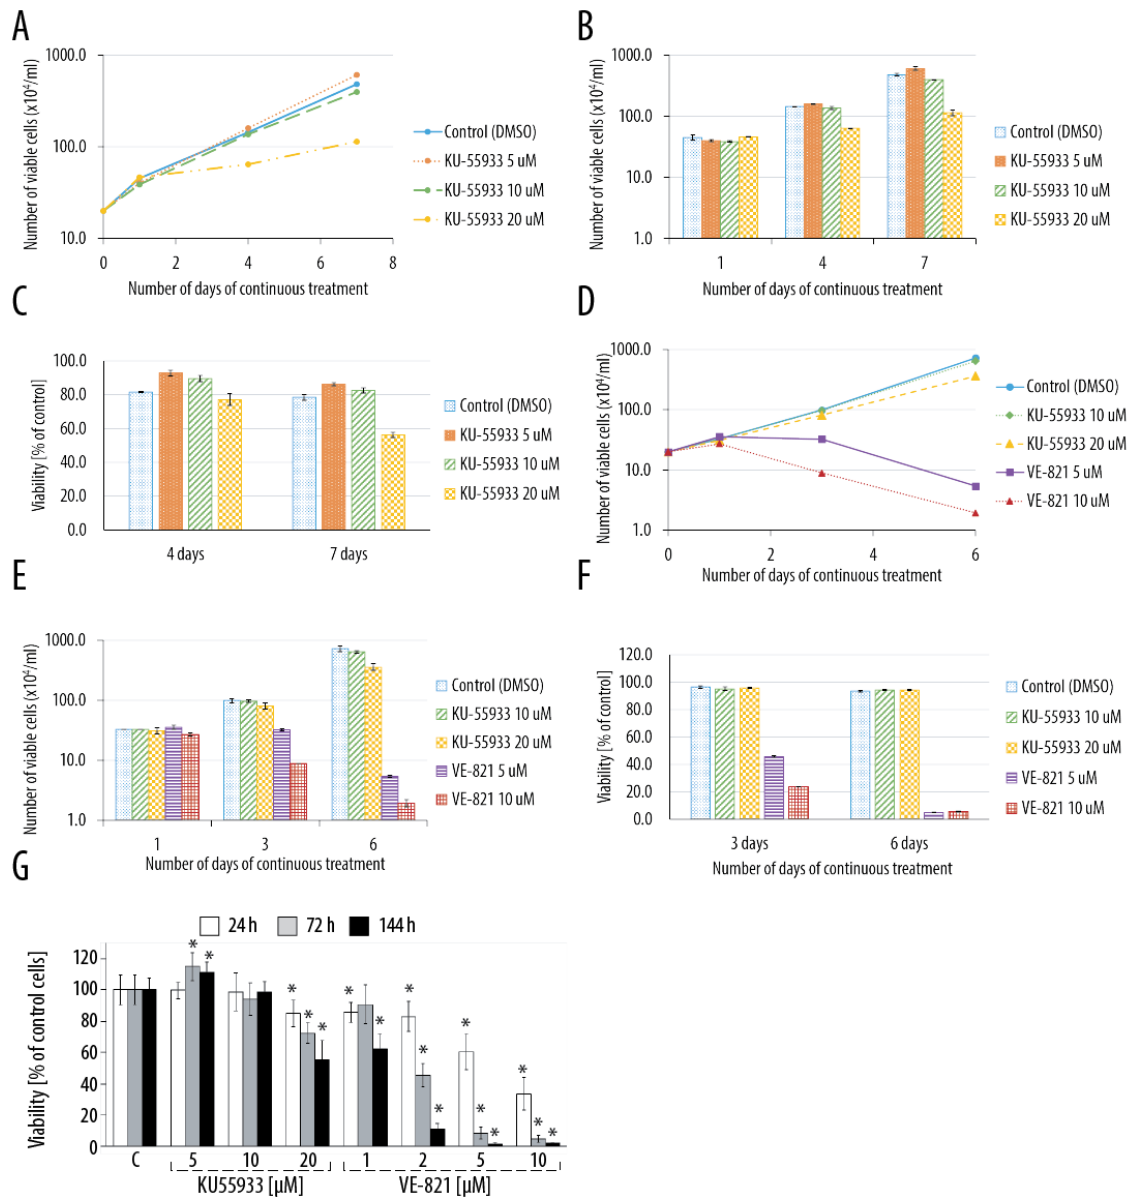 A
Number of viable cells (x10⁴/ml)
1000.0
100.0
10.0
0 2 4 6 8
Number of days of continuous treatment
Control (DMSO)
KU-55933 5 uM
KU-55933 10 uM
KU-55933 20 uM
B
Number of viable cells (x10⁴/ml)
1000.0
100.0
10.0
1.0
1 4 7
Number of days of continuous treatment
Control (DMSO)
KU-55933 5 uM
KU-55933 10 uM
KU-55933 20 uM
C
Viability [% of control]
100.0
80.0
60.0
40.0
20.0
0.0
4 days 7 days
Control (DMSO)
KU-55933 5 uM
KU-55933 10 uM
KU-55933 20 uM
D
Number of viable cells (x10⁴/ml)
1000.0
100.0
10.0
1.0
0 2 4 6
Number of days of continuous treatment
Control (DMSO)
KU-55933 10 uM
KU-55933 20 uM
VE-821 5 uM
VE-821 10 uM
E
Number of viable cells (x10⁴/ml)
1000.0
100.0
10.0
1.0
1 3 6
Number of days of continuous treatment
Control (DMSO)
KU-55933 10 uM
KU-55933 20 uM
VE-821 5 uM
VE-821 10 uM
F
Viability [% of control]
120.0
100.0
80.0
60.0
40.0
20.0
0.0
3 days 6 days
Number of days of continuous treatment
Control (DMSO)
KU-55933 10 uM
KU-55933 20 uM
VE-821 5 uM
VE-821 10 uM
G
24 h 72 h 144 h
Viability [% of control cells]
120
100
80
60
40
20
0
* * * * * * * * * * * * * * * *
C 5 10 20 1 2 5 10
KU55933 [µM] VE-821 [µM]